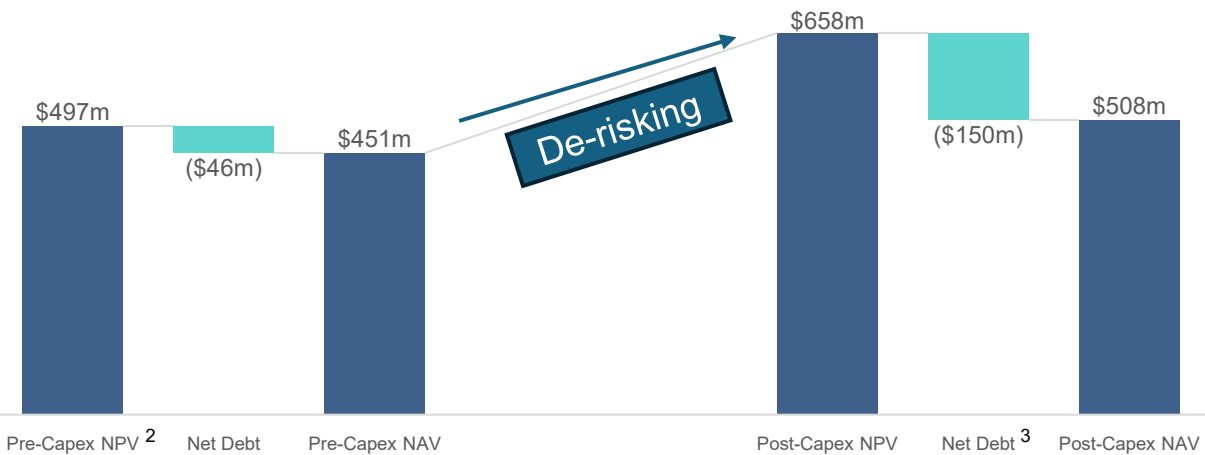 $658m
$497m
$508m
$451m
De-risking
($46m)
($150m)
Pre-Capex NPV 2
Net Debt
Pre-Capex NAV
Post-Capex NPV
Net Debt 3
Post-Capex NAV